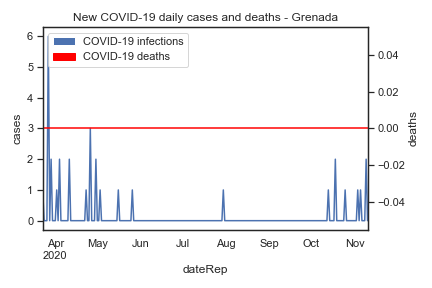 New COVID-19 daily cases and deaths - Grenada
COVID-19 infections
COVID-19 deaths
cases
6
5
4
3
2
1
0
deaths
0.04
0.02
0.00
−0.02
−0.04
Apr May Jun Jul Aug Sep Oct Nov
2020
dateRep